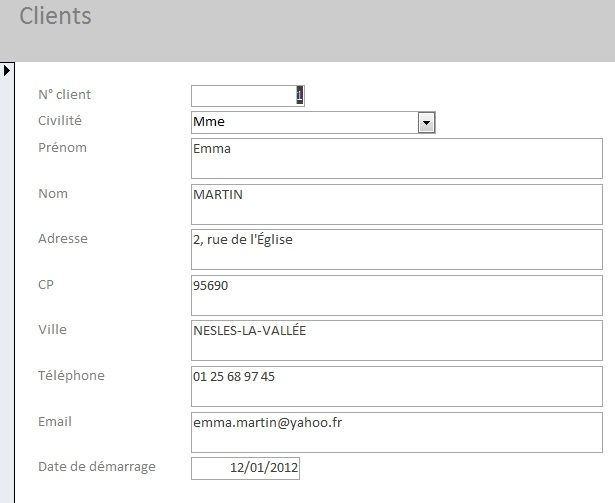 Clients
N° client 1
Civilité Mme
Prénom Emma
Nom MARTIN
Adresse 2, rue de l'Église
CP 95690
Ville NESLES-LA-VALLÉE
Téléphone 01 25 68 97 45
Email emma.martin@yahoo.fr
Date de démarrage 12/01/2012